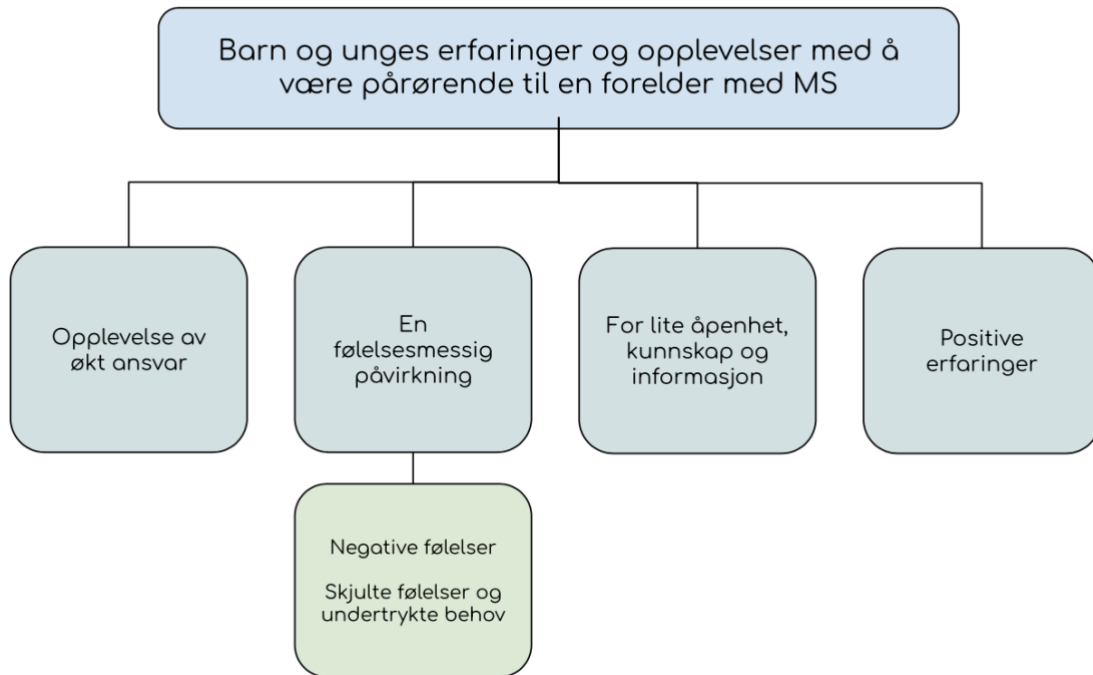 Barn og unges erfaringer og opplevelser med å
være pårørende til en forelder med MS
Opplevelse av
økt ansvar
En
følelsesmessig
påvirkning
For lite åpenhet,
kunnskap og
informasjon
Positive
erfaringer
Negative følelser
Skjulte følelser og
undertrykte behov